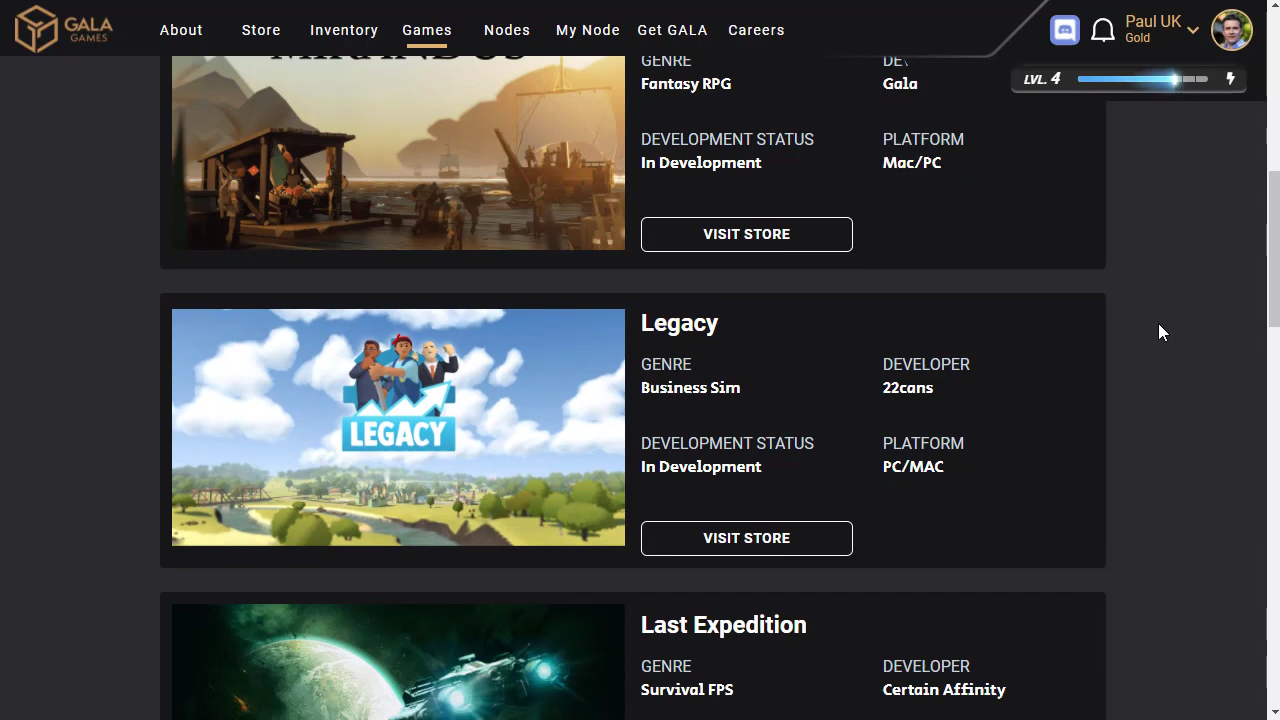 GALA
GAMES
About
Store
Inventory
Games
Nodes
My Node
Get GALA
Careers
Paul UK
Gold
LVL. 4
GENRE
Fantasy RPG
Gala
DEVELOPMENT STATUS
In Development
PLATFORM
Mac/PC
VISIT STORE
LEGACY
Legacy
GENRE
Business Sim
DEVELOPER
22cans
DEVELOPMENT STATUS
In Development
PLATFORM
PC/MAC
VISIT STORE
Last Expedition
GENRE
Survival FPS
DEVELOPER
Certain Affinity